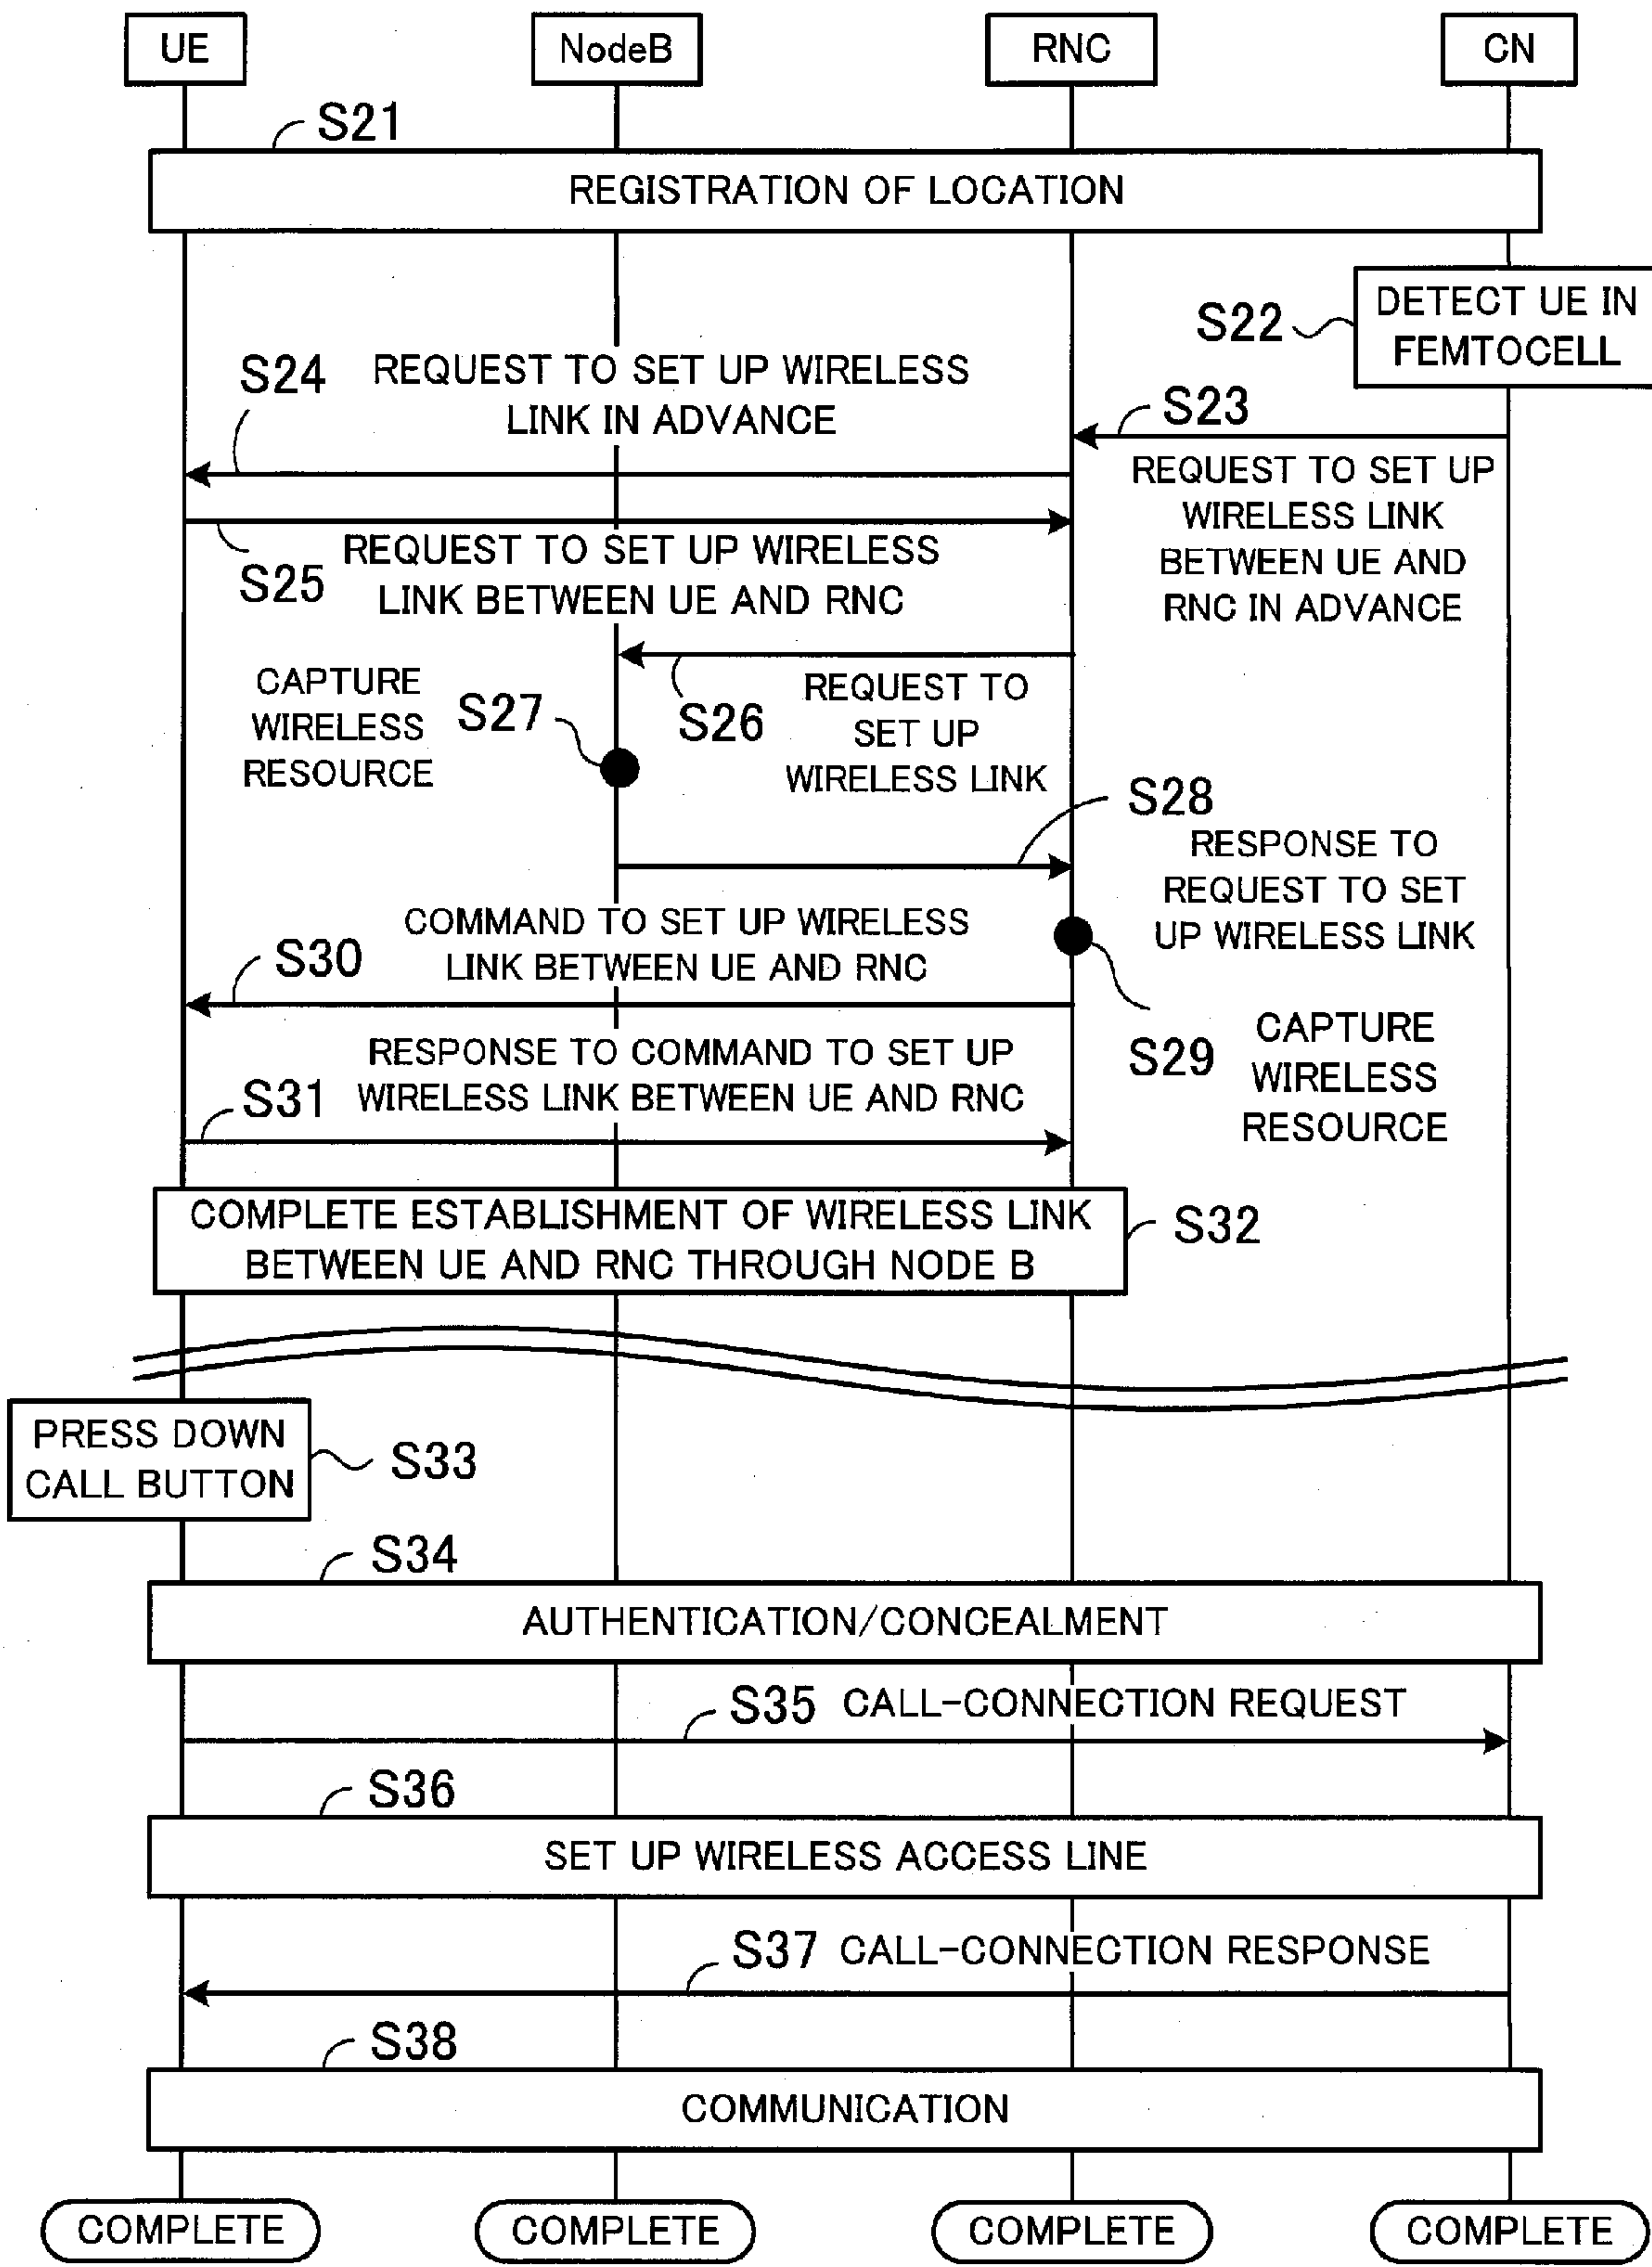 UE
NodeB
RNC
CN
S21
REGISTRATION OF LOCATION
S22
DETECT UE IN
FEMTOCELL
S24
REQUEST TO SET UP WIRELESS
LINK IN ADVANCE
S23
REQUEST TO SET UP
WIRELESS LINK
BETWEEN UE AND
RNC IN ADVANCE
S25
REQUEST TO SET UP WIRELESS
LINK BETWEEN UE AND RNC
CAPTURE
WIRELESS
RESOURCE
S27
S26
REQUEST TO
SET UP
WIRELESS LINK
S28
RESPONSE TO
REQUEST TO SET
UP WIRELESS LINK
COMMAND TO SET UP WIRELESS
LINK BETWEEN UE AND RNC
S30
S29
CAPTURE
WIRELESS
RESOURCE
RESPONSE TO COMMAND TO SET UP
WIRELESS LINK BETWEEN UE AND RNC
S31
COMPLETE ESTABLISHMENT OF WIRELESS LINK
BETWEEN UE AND RNC THROUGH NODE B
S32
PRESS DOWN
CALL BUTTON
S33
S34
AUTHENTICATION/CONCEALMENT
S35 CALL-CONNECTION REQUEST
S36
SET UP WIRELESS ACCESS LINE
S37 CALL-CONNECTION RESPONSE
S38
COMMUNICATION
COMPLETE
COMPLETE
COMPLETE
COMPLETE